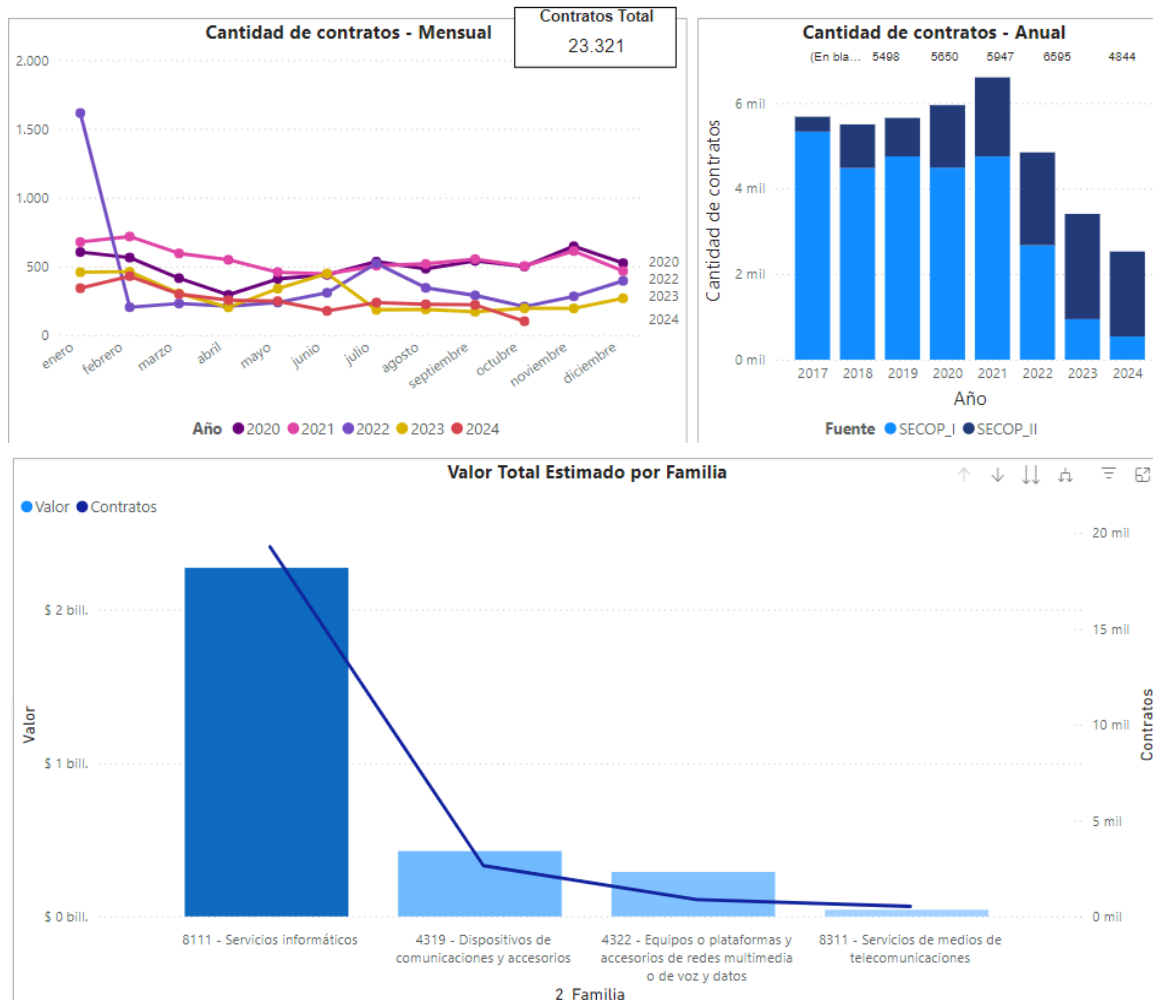 Cantidad de contratos - Mensual
Contratos Total
23.321
2.000
1.500
1.000
500
0
2020
2022
2023
2024
enero
febrero
marzo
abril
mayo
junio
julio
agosto
septiembre
octubre
noviembre
diciembre
Año 2020 2021 2022 2023 2024
Cantidad de contratos - Anual
(En bla... 5498 5650 5947 6595 4844
Cantidad de contratos
6 mil
4 mil
2 mil
0 mil
2017 2018 2019 2020 2021 2022 2023 2024
Año
Fuente SECOP_I SECOP_II
Valor Total Estimado por Familia
Valor Contratos
Valor
$ 2 bill.
$ 1 bill.
$ 0 bill.
20 mil
15 mil
10 mil
5 mil
0 mil
Contratos
8111 - Servicios informáticos
4319 - Dispositivos de
comunicaciones y accesorios
4322 - Equipos o plataformas y
accesorios de redes multimedia
o de voz y datos
8311 - Servicios de medios de
telecomunicaciones
2 Familia